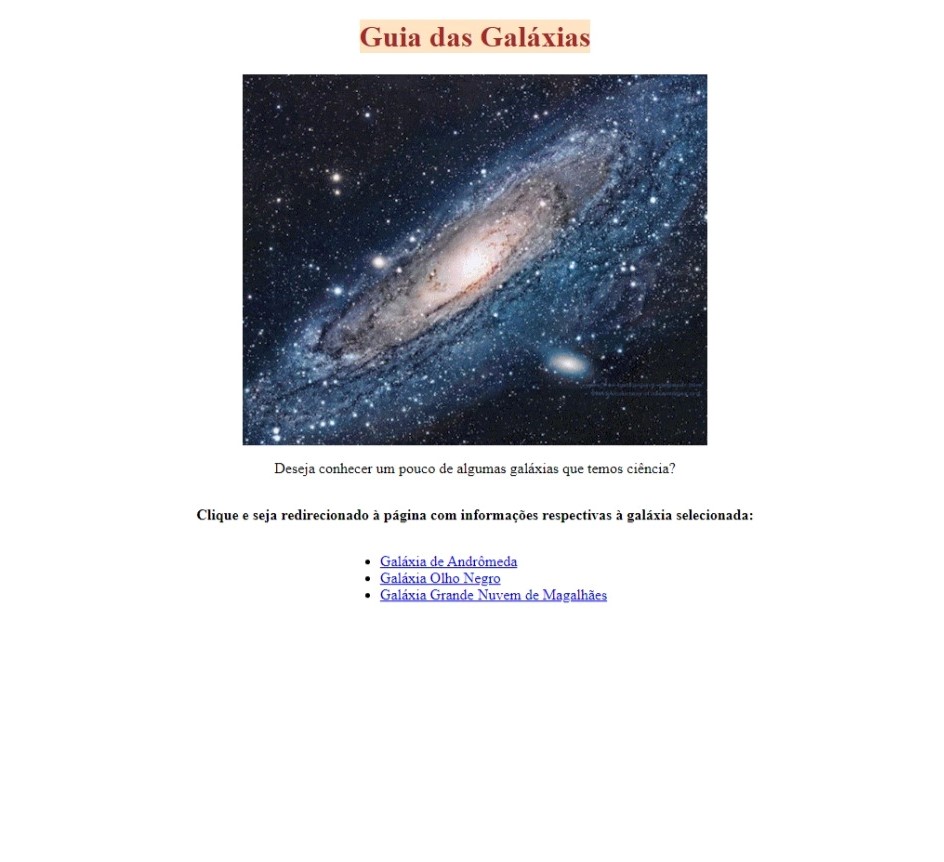 Guia das Galáxias
Deseja conhecer um pouco de algumas galáxias que temos ciência?
Clique e seja redirecionado à página com informações respectivas à galáxia selecionada:
Galáxia de Andrômeda
Galáxia Olho Negro
Galáxia Grande Nuvem de Magalhães